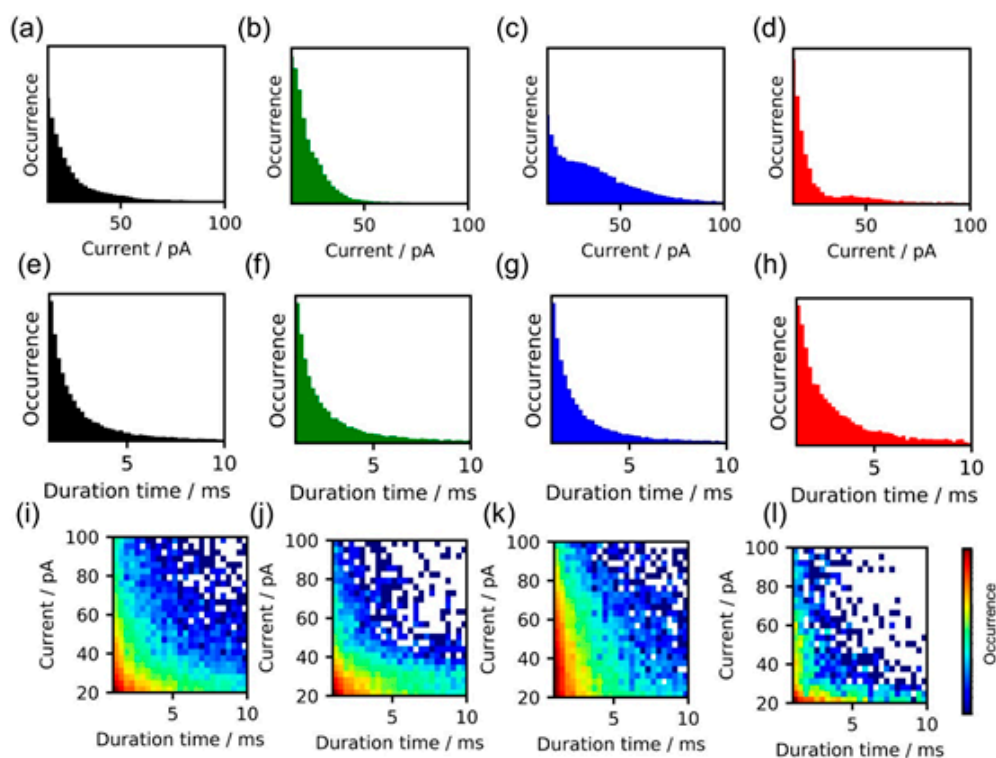 (a) (b) (c) (d)
Occurrence Occurrence Occurrence Occurrence
50 100 50 100 50 100 50 100
Current / pA Current / pA Current / pA Current / pA
(e) (f) (g) (h)
Occurrence Occurrence Occurrence Occurrence
5 10 5 10 5 10 5 10
Duration time / ms Duration time / ms Duration time / ms Duration time / ms
(i) (j) (k) (l)
100 100 100 100
80 80 80 80
60 60 60 60
40 40 40 40
20 20 20 20
Current / pA Current / pA Current / pA Current / pA
Occurrence
5 10 5 10 5 10 5 10
Duration time / ms Duration time / ms Duration time / ms Duration time / ms